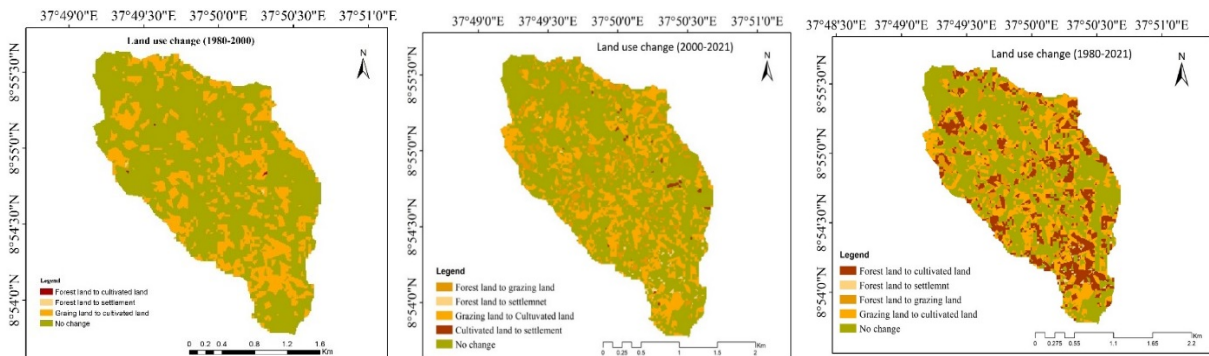 37°49'0"E 37°49'30"E 37°50'0"E 37°50'30"E 37°51'0"E
Land use change (1980-2000)
N
8°55'30"N
8°55'0"N
8°54'30"N
8°54'0"N
Legend
Forest land to cultivated land
Forest land to settlement
Graing land to cultivated land
No change
0 0.2 0.4 0.8 1.2 1.6
Km
37°49'0"E 37°49'30"E 37°50'0"E 37°50'30"E 37°51'0"E
Land use change (2000-2021)
N
8°55'30"N
8°55'0"N
8°54'30"N
8°54'0"N
Legend
Forest land to grazing land
Forest land to settlemnet
Grazing land to Cultivated land
Cultivated land to settlement
No change
0 0.25 0.5 1 1.5 2
Km
37°48'30"E 37°49'0"E 37°49'30"E 37°50'0"E 37°50'30"E 37°51'0"E
Land use change (1980-2021)
N
8°55'30"N
8°55'0"N
8°54'30"N
8°54'0"N
Legend
Forest land to cultivated land
Forest land to settlemnt
Forest land to grazing land
Grazing land to cultivated land
No change
0 0.275 0.55 1.1 1.65 2.2
Km